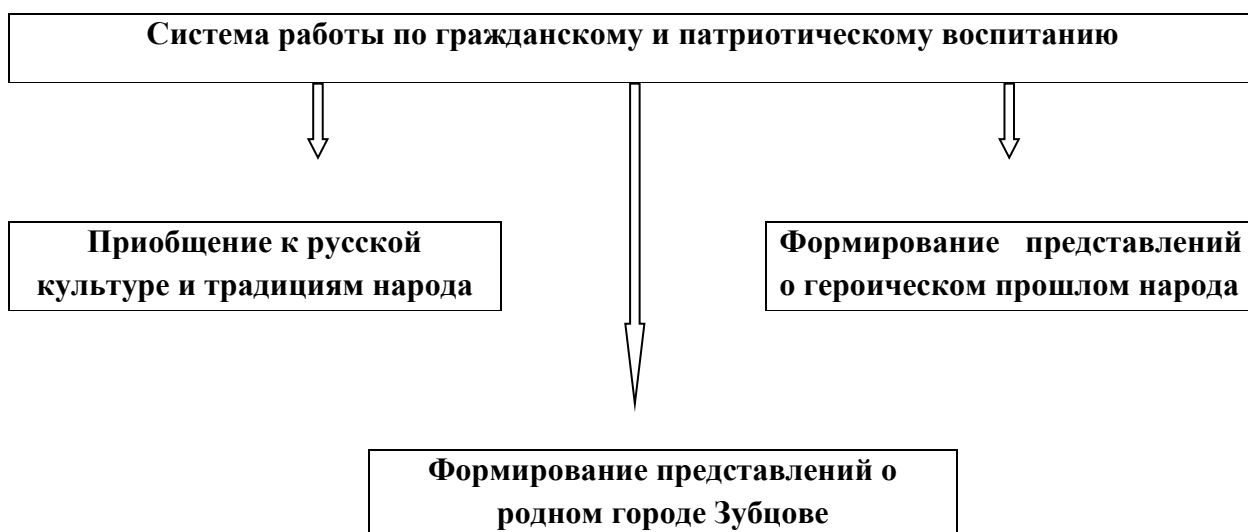 Система работы по гражданскому и патриотическому воспитанию
Приобщение к русской
культуре и традициям народа
Формирование представлений
о героическом прошлом народа
Формирование представлений о
родном городе Зубцове